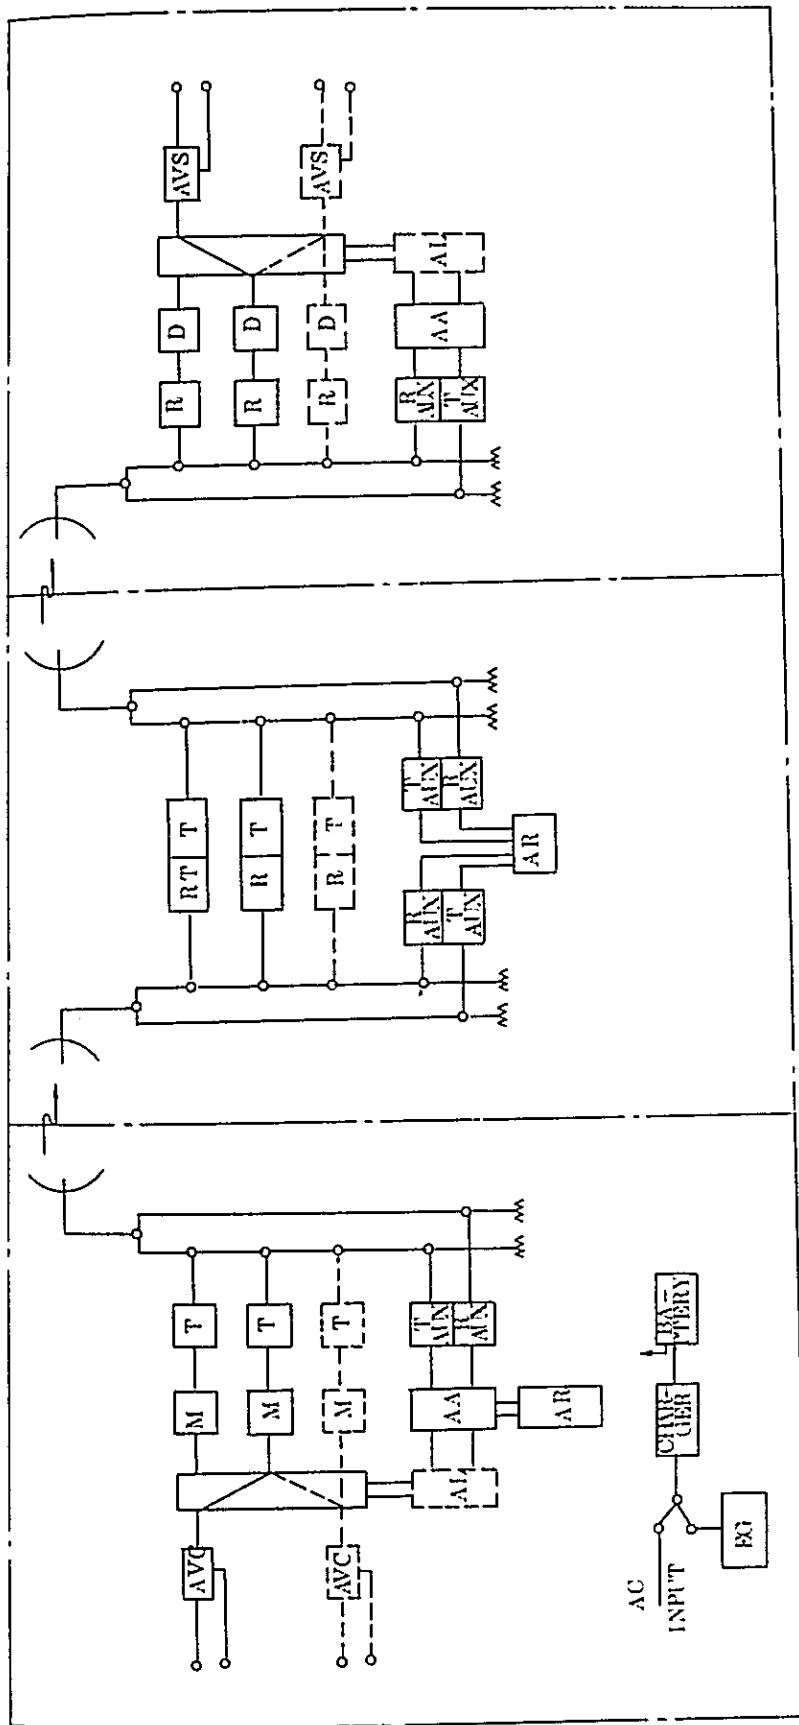 AVC M T RT T R D AVS
M T R T R D
AVC M T R T R D AVS
AL AA T AUX R AUX T AUX R AUX AA AL
R AUX T AUX R AUX T AUX
AR AR
AC
INPUT
EG
CHAR-
GER
BA-
TTERY